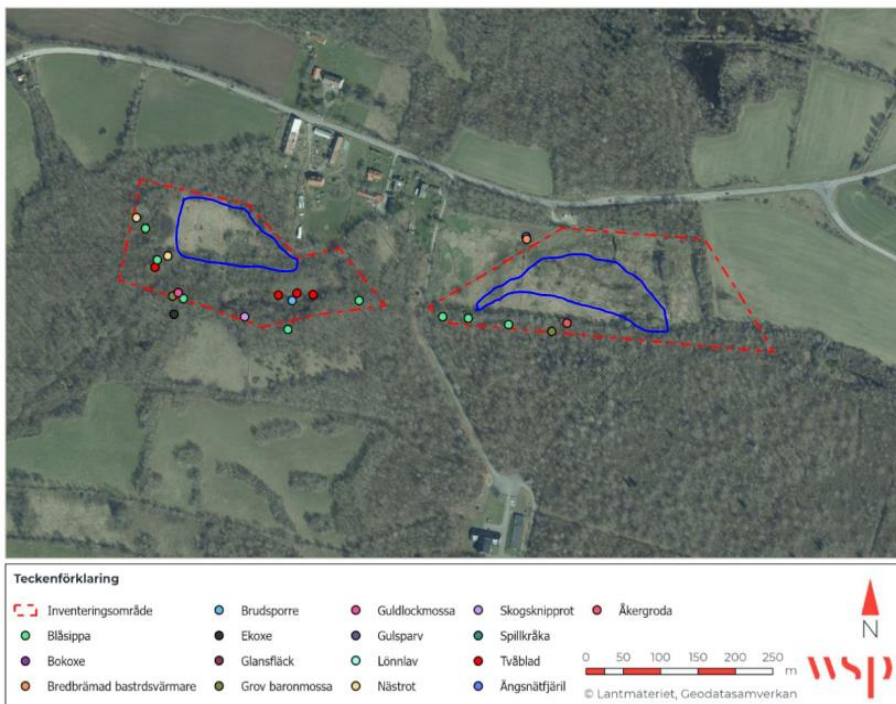 Teckenförklaring
Inventeringsområde
Blåsippa
Bokoxe
Bredbrämad bastrdsvärmare
Brudsporre
Ekoxe
Glansfläck
Grov baronmossa
Guldlockmossa
Gulsparv
Lönnlav
Nästrot
Skogsknipprot
Spillkråka
Tvåblad
Ängsnätfjäril
Åkergroda
0 50 100 150 200 250
m
© Lantmäteriet, Geodatasamverkan
N
wsp